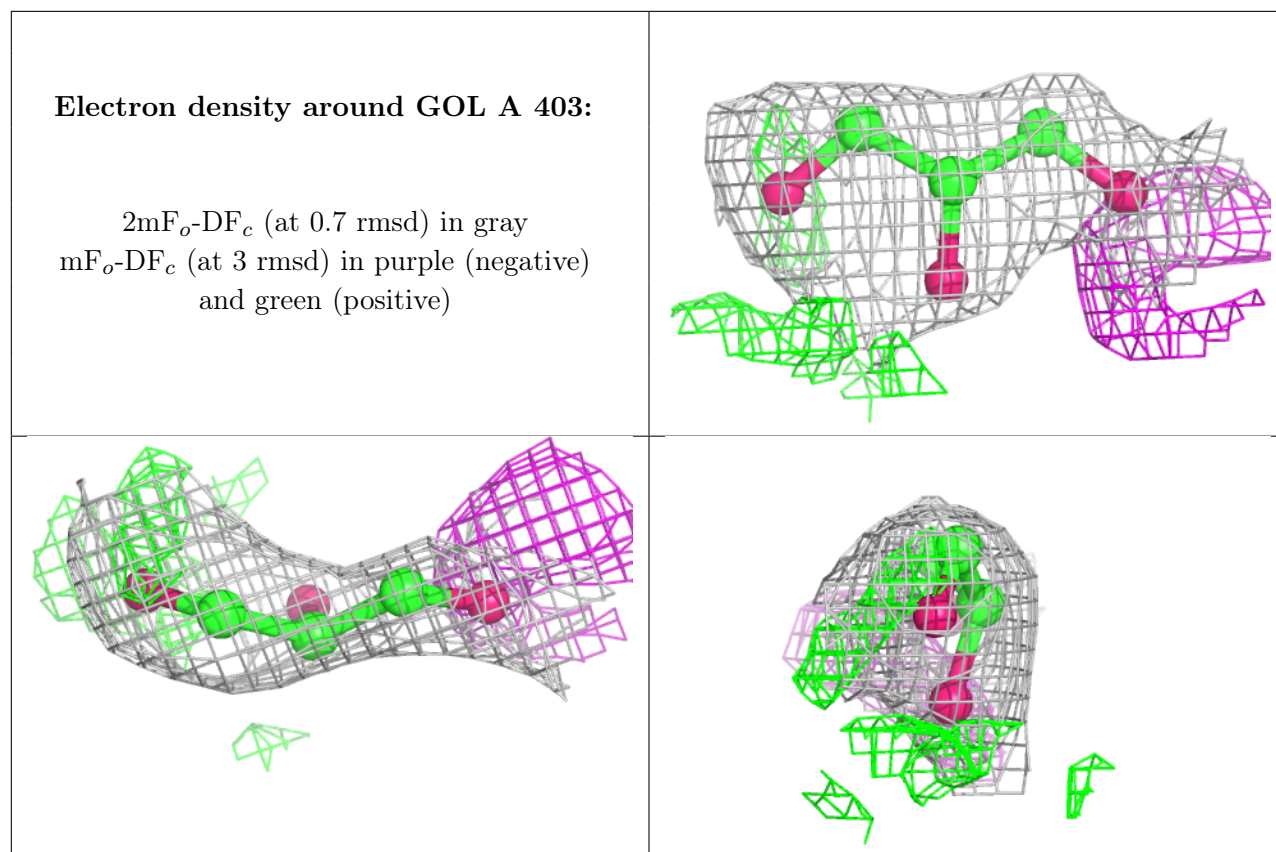 Electron density around GOL A 403:
2mFo-DFc (at 0.7 rmsd) in gray
mFo-DFc (at 3 rmsd) in purple (negative)
and green (positive)